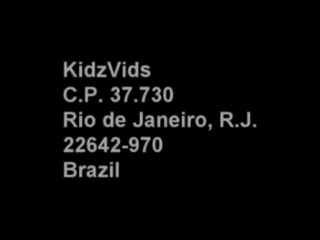 KidzVids
C.P. 37.730
Rio de Janeiro, R.J.
22642-970
Brazil